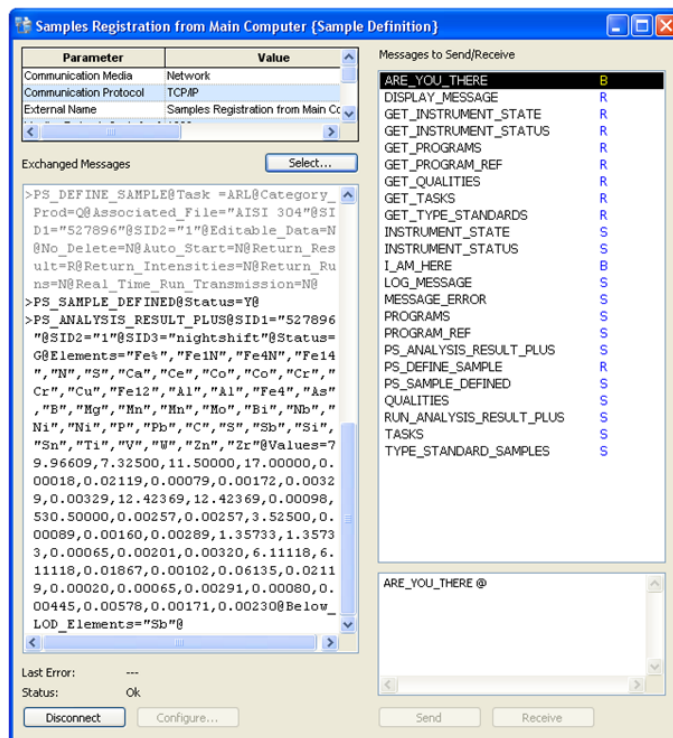 Samples Registration from Main Computer {Sample Definition}
Parameter Value
Communication Media Network
Communication Protocol TCP/IP
External Name Samples Registration from Main Co
Exchanged Messages
Select...
>PS_DEFINE_SAMPLE@Task =ARL@Category_
Prod=Q@Associated_File="AISI 304"@SI
D1="527896"@SID2="1"@Editable_Data=N
@No_Delete=N@Auto_Start=N@Return_Res
ult=R@Return_Intensities=N@Return_Ru
ns=N@Real_Time_Run_Transmission=N@
>PS_SAMPLE_DEFINED@Status=Y@
>PS_ANALYSIS_RESULT_PLUS@SID1="527896
"@SID2="1"@SID3="nightshift"@Status=
G@Elements="Fe%","Fe1N","Fe4N","Fe14
","N","S","Ca","Ce","Co","Co","Cr","
Cr","Cu","Fe12","Al","Al","Fe4","As"
,"B","Mg","Mn","Mn","Mo","Bi","Nb","
Ni","Ni","P","Pb","C","S","Sb","Si",
"Sn","Ti","V","W","Zn","Zr"@Values=7
9.96609,7.32500,11.50000,17.00000,0.
00018,0.02119,0.00079,0.00172,0.0032
9,0.00329,12.42369,12.42369,0.00098,
530.50000,0.00257,0.00257,3.52500,0.
00089,0.00160,0.00289,1.35733,1.3573
3,0.00065,0.00201,0.00320,6.11118,6.
11118,0.01867,0.00102,0.06135,0.0211
9,0.00020,0.00065,0.00291,0.00080,0.
00445,0.00578,0.00171,0.00230@Below_
LOD_Elements="Sb"@
Last Error: ---
Status: Ok
Disconnect
Configure...
Messages to Send/Receive
ARE_YOU_THERE B
DISPLAY_MESSAGE R
GET_INSTRUMENT_STATE R
GET_INSTRUMENT_STATUS R
GET_PROGRAMS R
GET_PROGRAM_REF R
GET_QUALITIES R
GET_TASKS R
GET_TYPE_STANDARDS R
INSTRUMENT_STATE S
INSTRUMENT_STATUS S
I_AM_HERE B
LOG_MESSAGE S
MESSAGE_ERROR S
PROGRAMS S
PROGRAM_REF S
PS_ANALYSIS_RESULT_PLUS S
PS_DEFINE_SAMPLE R
PS_SAMPLE_DEFINED S
QUALITIES S
RUN_ANALYSIS_RESULT_PLUS S
TASKS S
TYPE_STANDARD_SAMPLES S
ARE_YOU_THERE @
Send
Receive